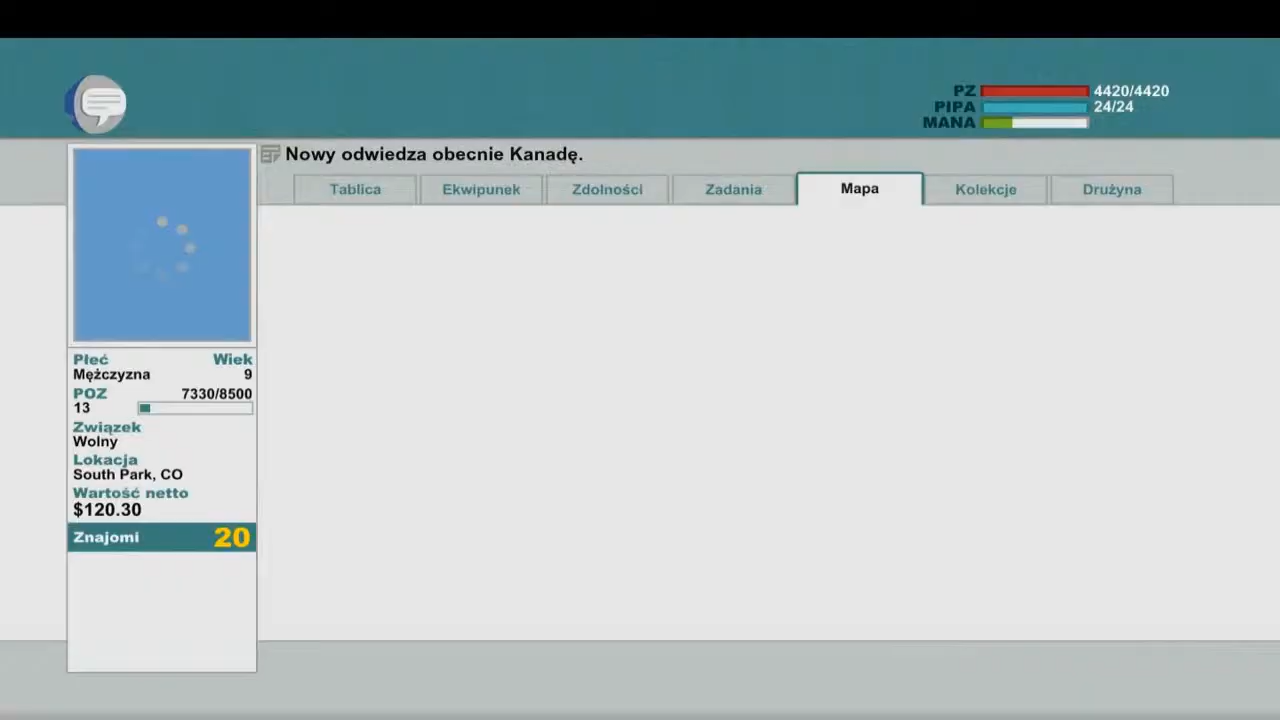 PZ 4420/4420
PIPA 24/24
MANA
Nowy odwiedza obecnie Kanadę.
Tablica Ekwipunek Zdolności Zadania Mapa Kolekcje Drużyna
Płeć Wiek
Mężczyzna 9
POZ 7330/8500
13
Związek
Wolny
Lokacja
South Park, CO
Wartość netto
$120.30
Znajomi 20